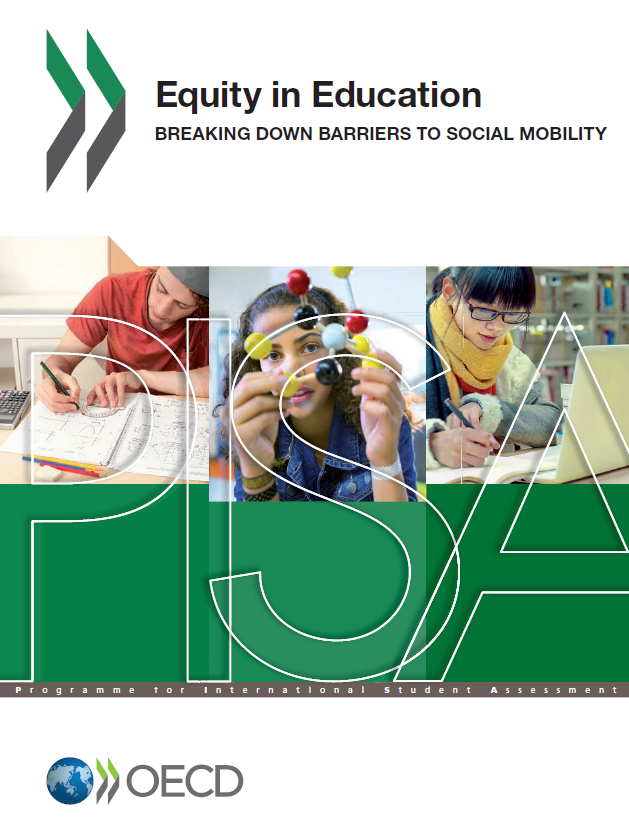 Equity in Education
BREAKING DOWN BARRIERS TO SOCIAL MOBILITY
PISA
Programme for International Student Assessment
OECD